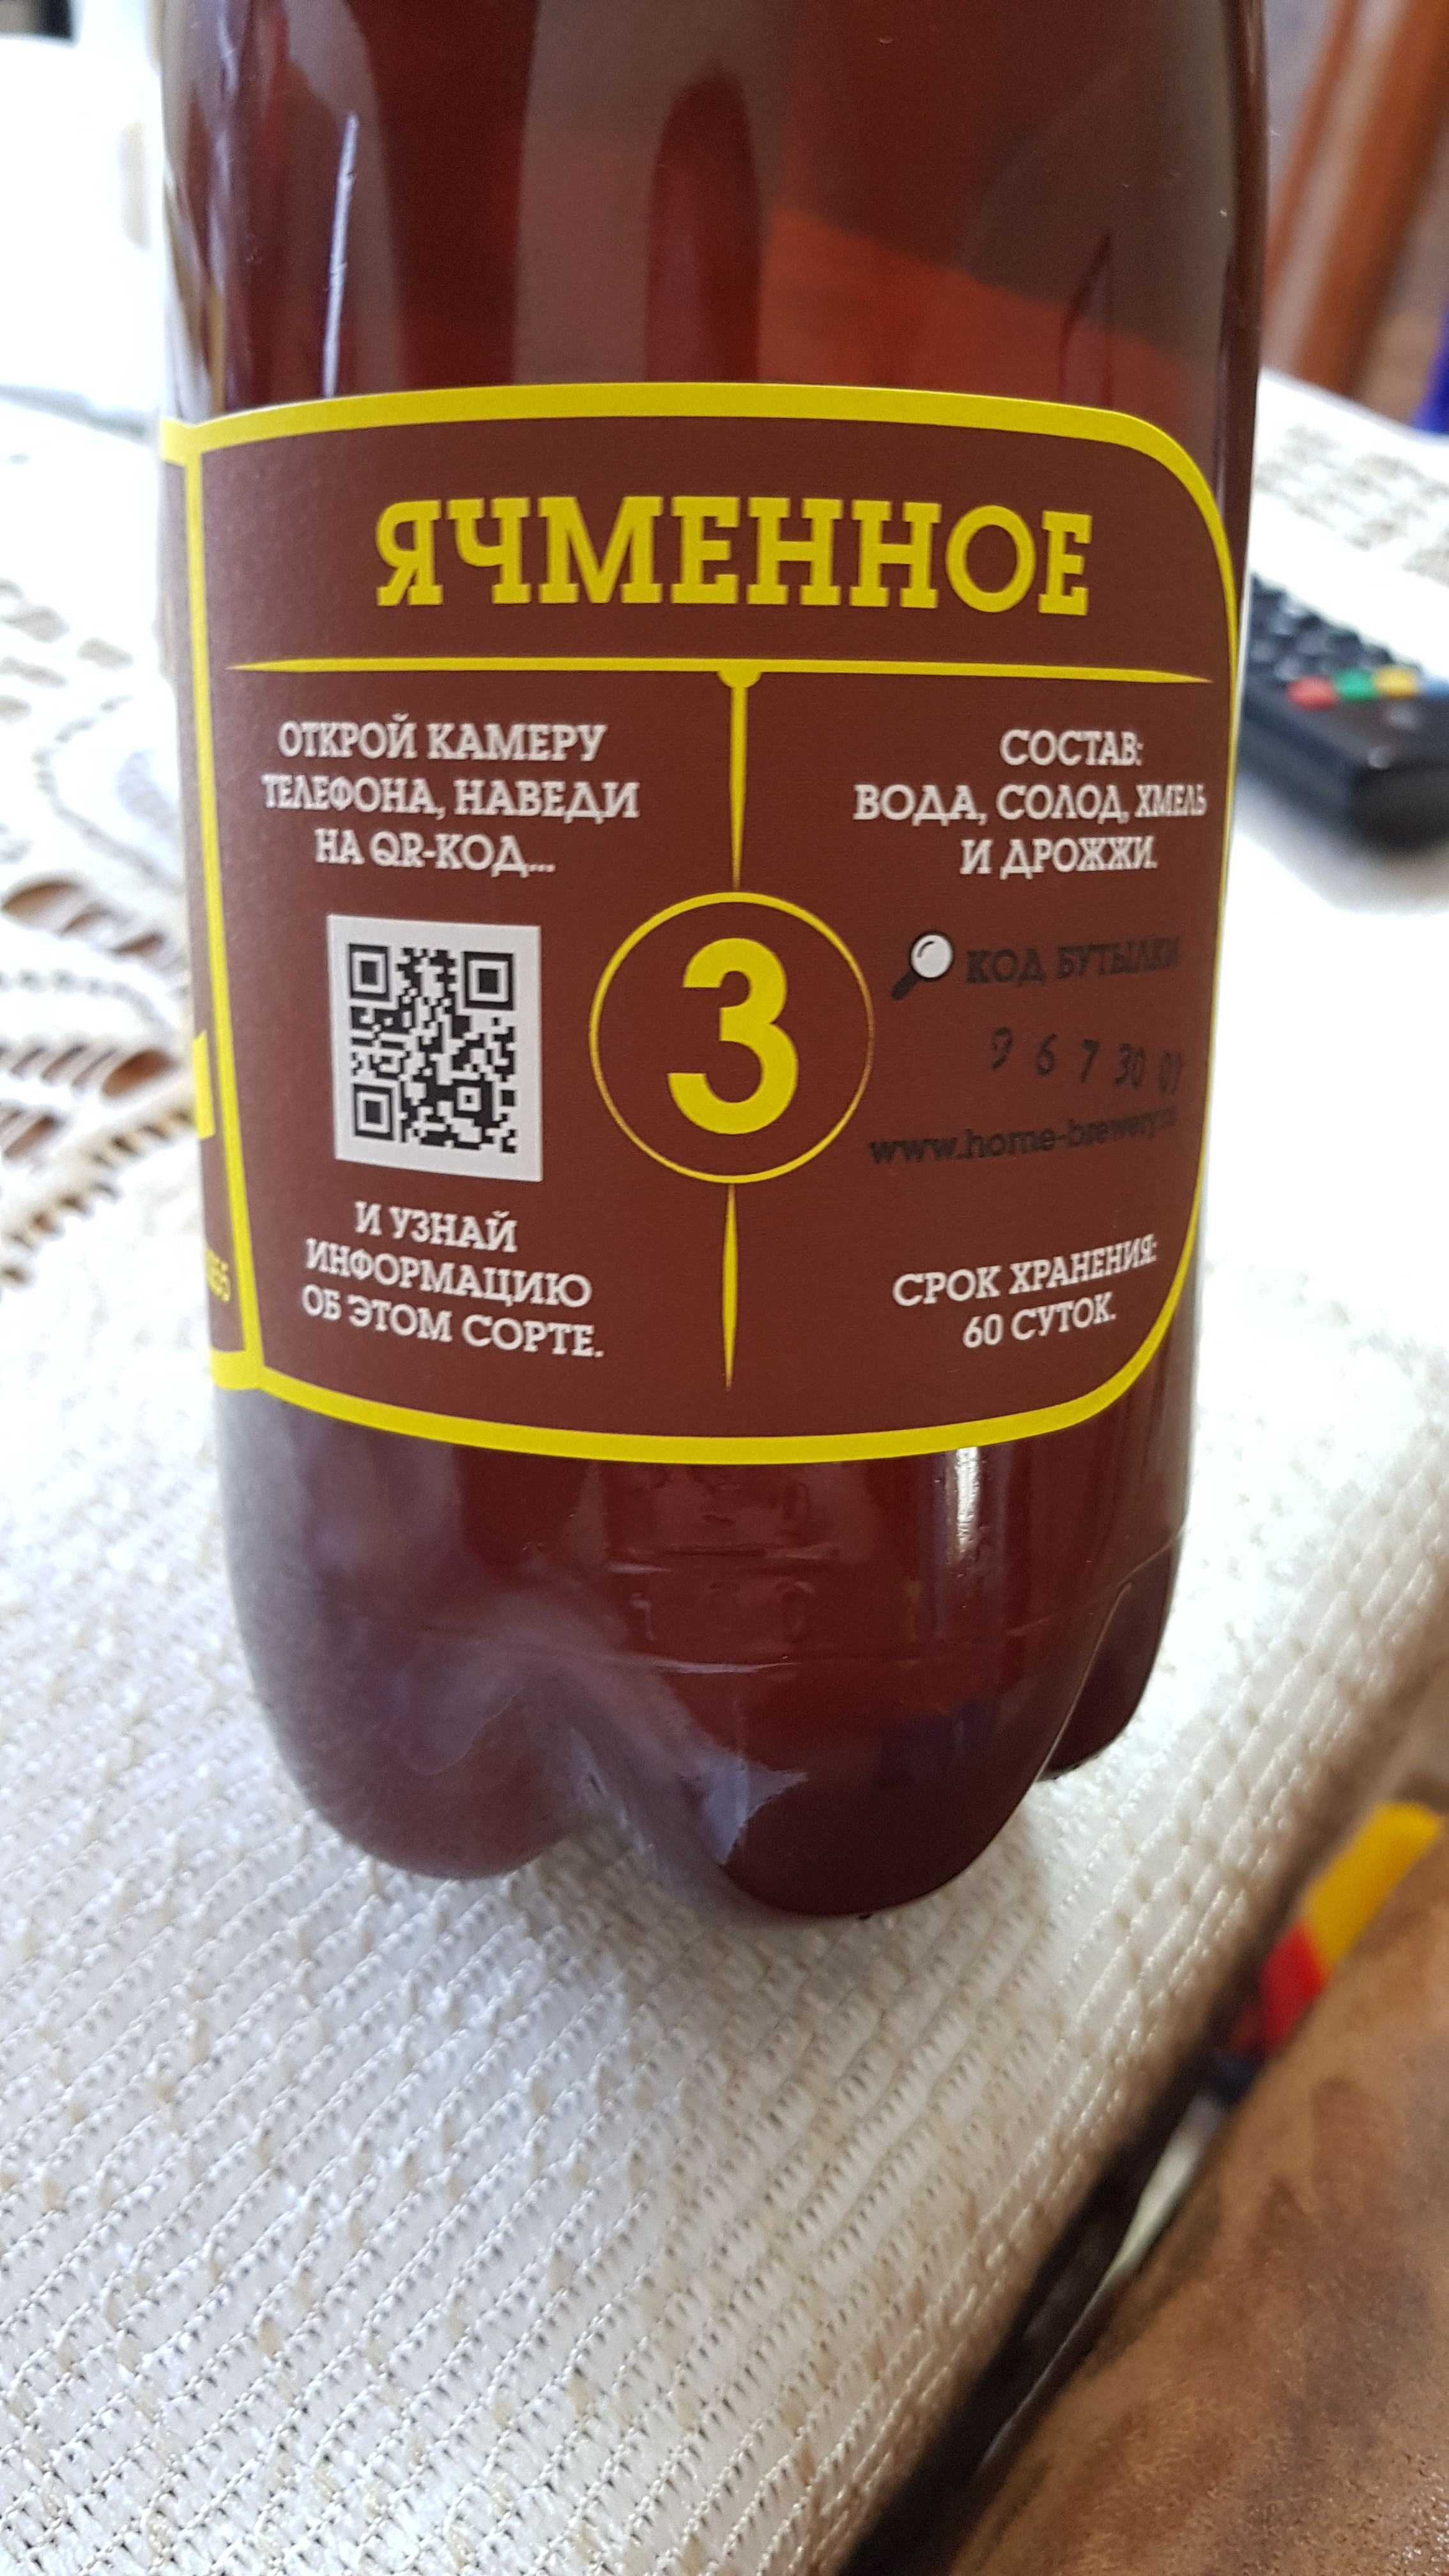 ЯЧМЕННОЕ
ОТКРОЙ КАМЕРУ
ТЕЛЕФОНА, НАВЕДИ
НА QR-КОД...
И УЗНАЙ
ИНФОРМАЦИЮ
ОБ ЭТОМ СОРТЕ.
3
СОСТАВ:
ВОДА, СОЛОД, ХМЕЛЬ
И ДРОЖЖИ.
КОД БУТЫЛКИ
9 6 7 30 07
СРОК ХРАНЕНИЯ:
60 СУТОК.